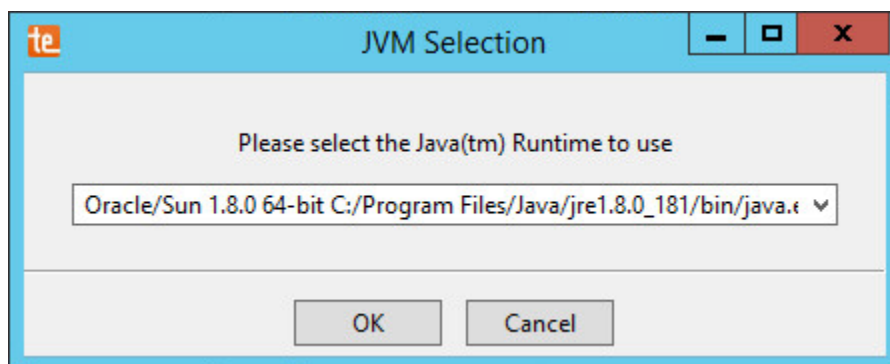 te
JVM Selection
Please select the Java(tm) Runtime to use
Oracle/Sun 1.8.0 64-bit C:/Program Files/Java/jre1.8.0_181/bin/java.e
OK
Cancel